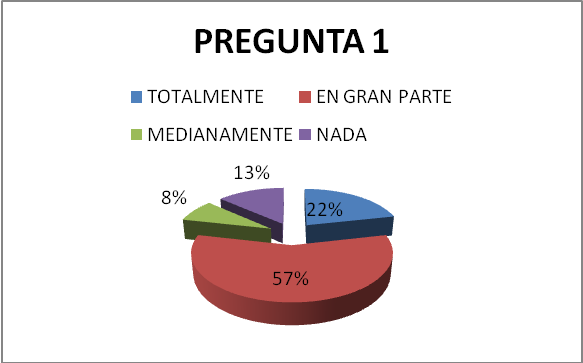 PREGUNTA 1
TOTALMENTE EN GRAN PARTE
MEDIANAMENTE NADA
13%
8%
22%
57%